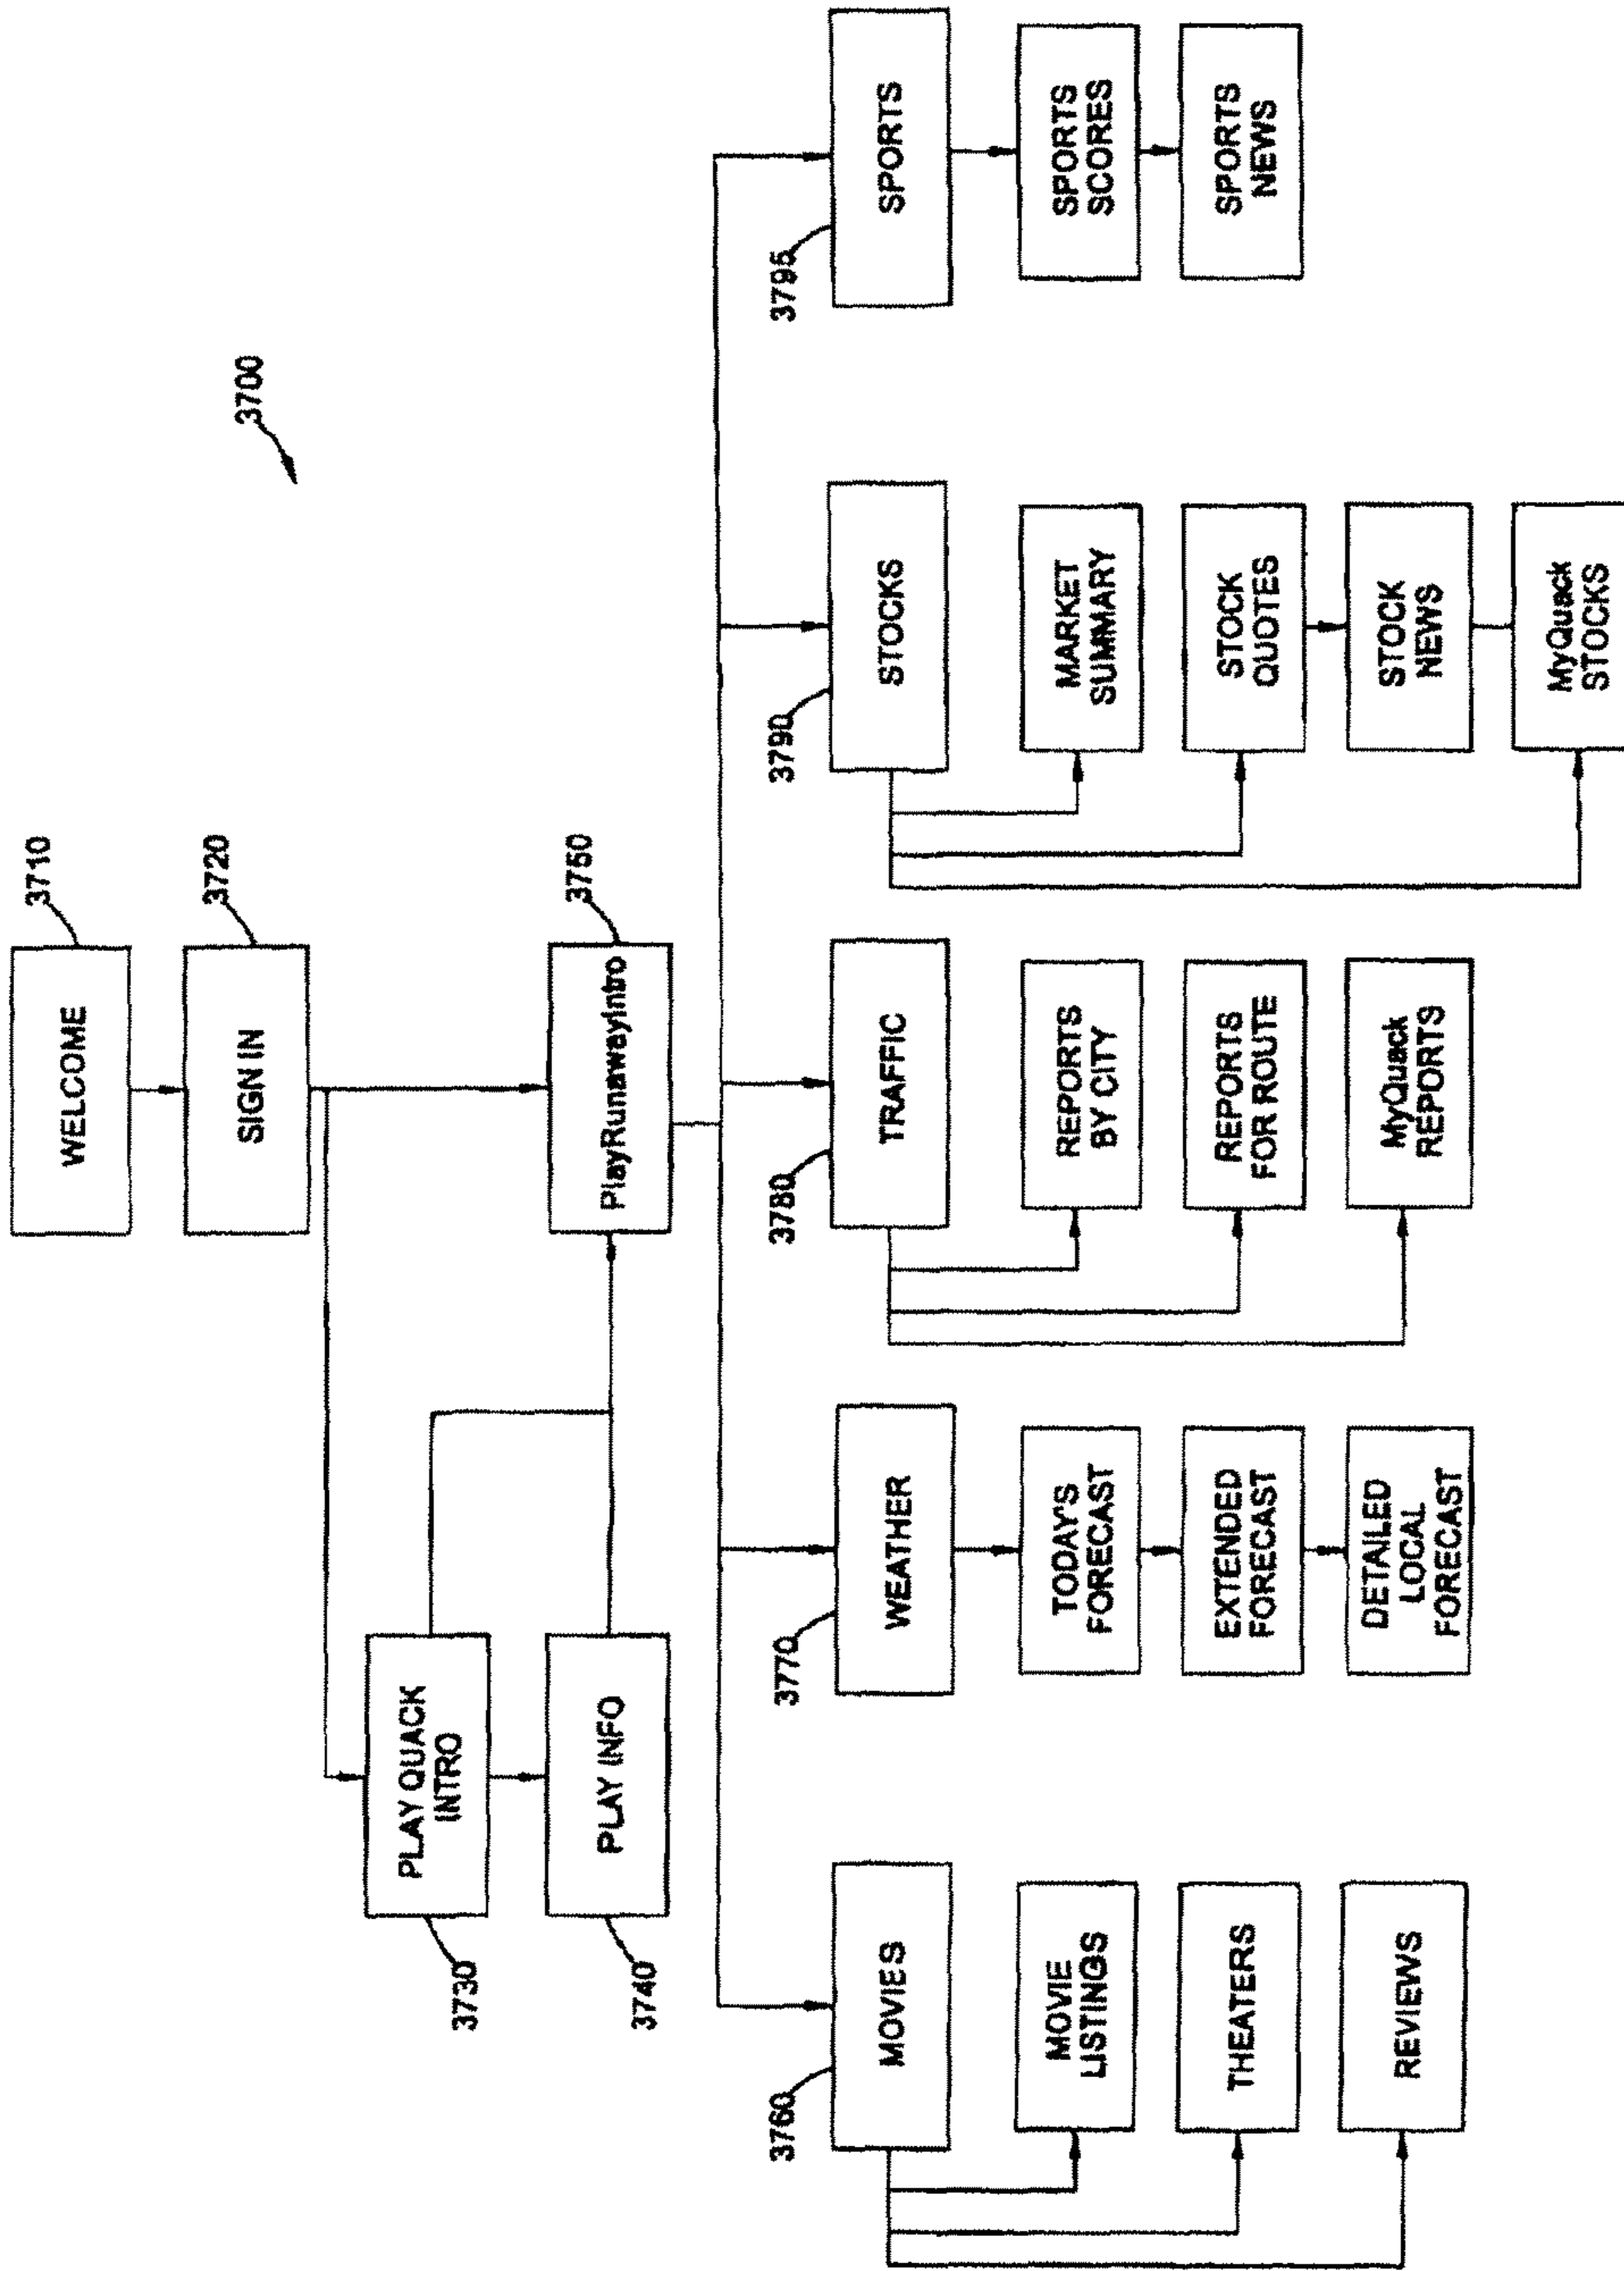 3700
WELCOME
3710
SIGN IN
3720
PLAY QUACK
INTRO
3730
PLAY INFO
3740
PlayRunawayIntro
3750
3760
MOVIES
MOVIE
LISTINGS
THEATERS
REVIEWS
3770
WEATHER
TODAY'S
FORECAST
EXTENDED
FORECAST
DETAILED
LOCAL
FORECAST
3780
TRAFFIC
REPORTS
BY CITY
REPORTS
FOR ROUTE
MyQuack
REPORTS
3790
STOCKS
MARKET
SUMMARY
STOCK
QUOTES
STOCK
NEWS
MyQuack
STOCKS
3795
SPORTS
SPORTS
SCORES
SPORTS
NEWS